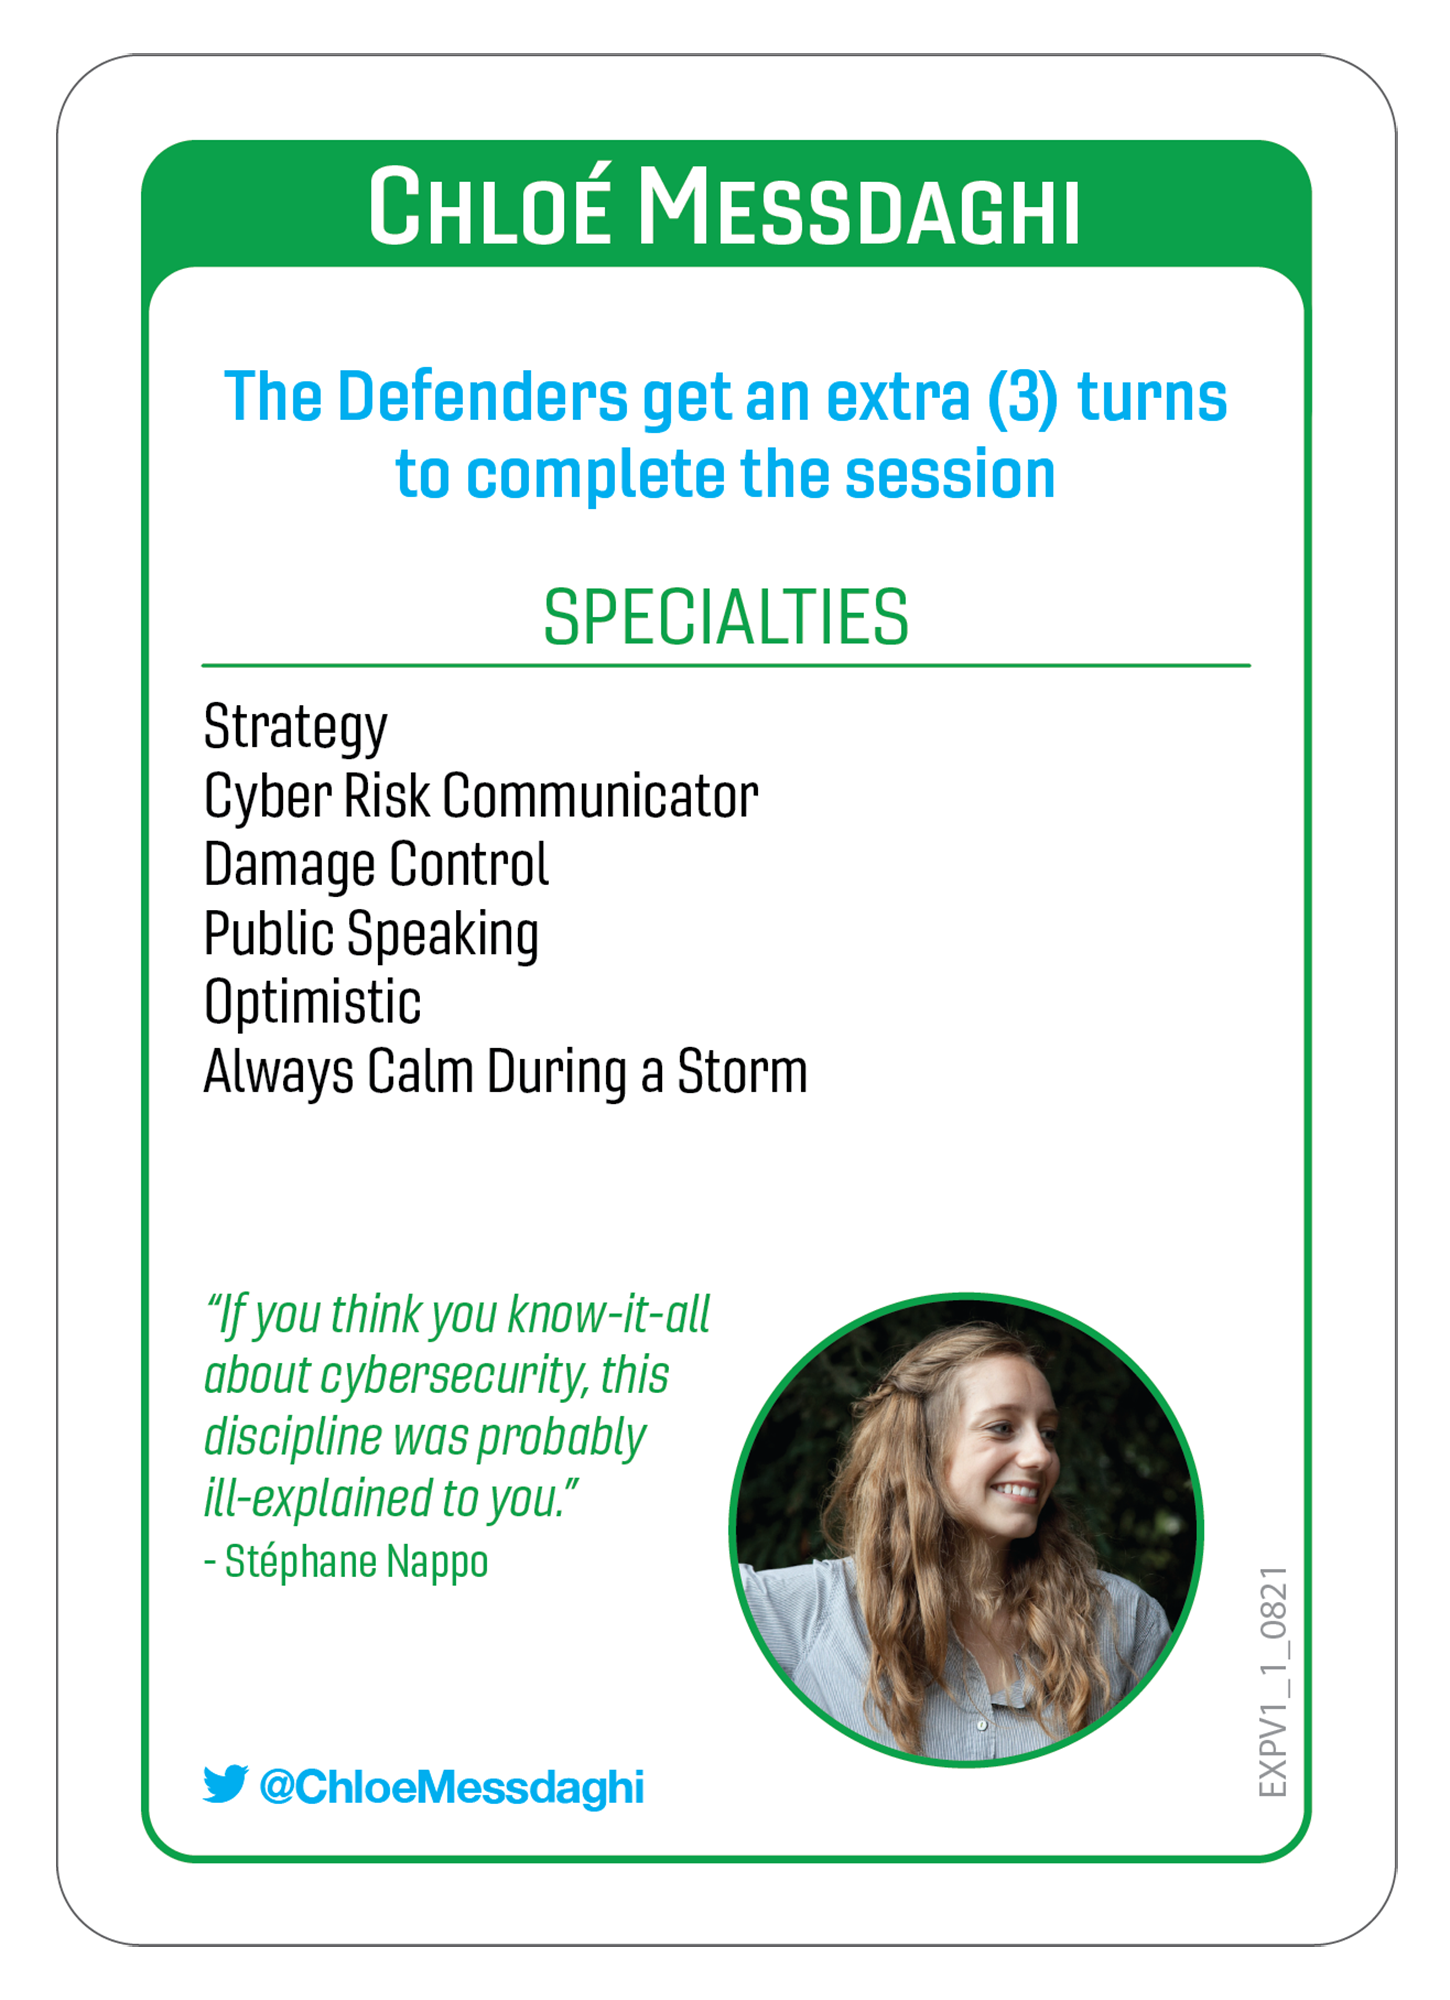 CHLOÉ MESSDAGHI
The Defenders get an extra (3) turns
to complete the session
SPECIALTIES
Strategy
Cyber Risk Communicator
Damage Control
Public Speaking
Optimistic
Always Calm During a Storm
“If you think you know-it-all
about cybersecurity, this
discipline was probably
ill-explained to you.”
- Stéphane Nappo
@ChloeMessdaghi
EXPV1_1_0821